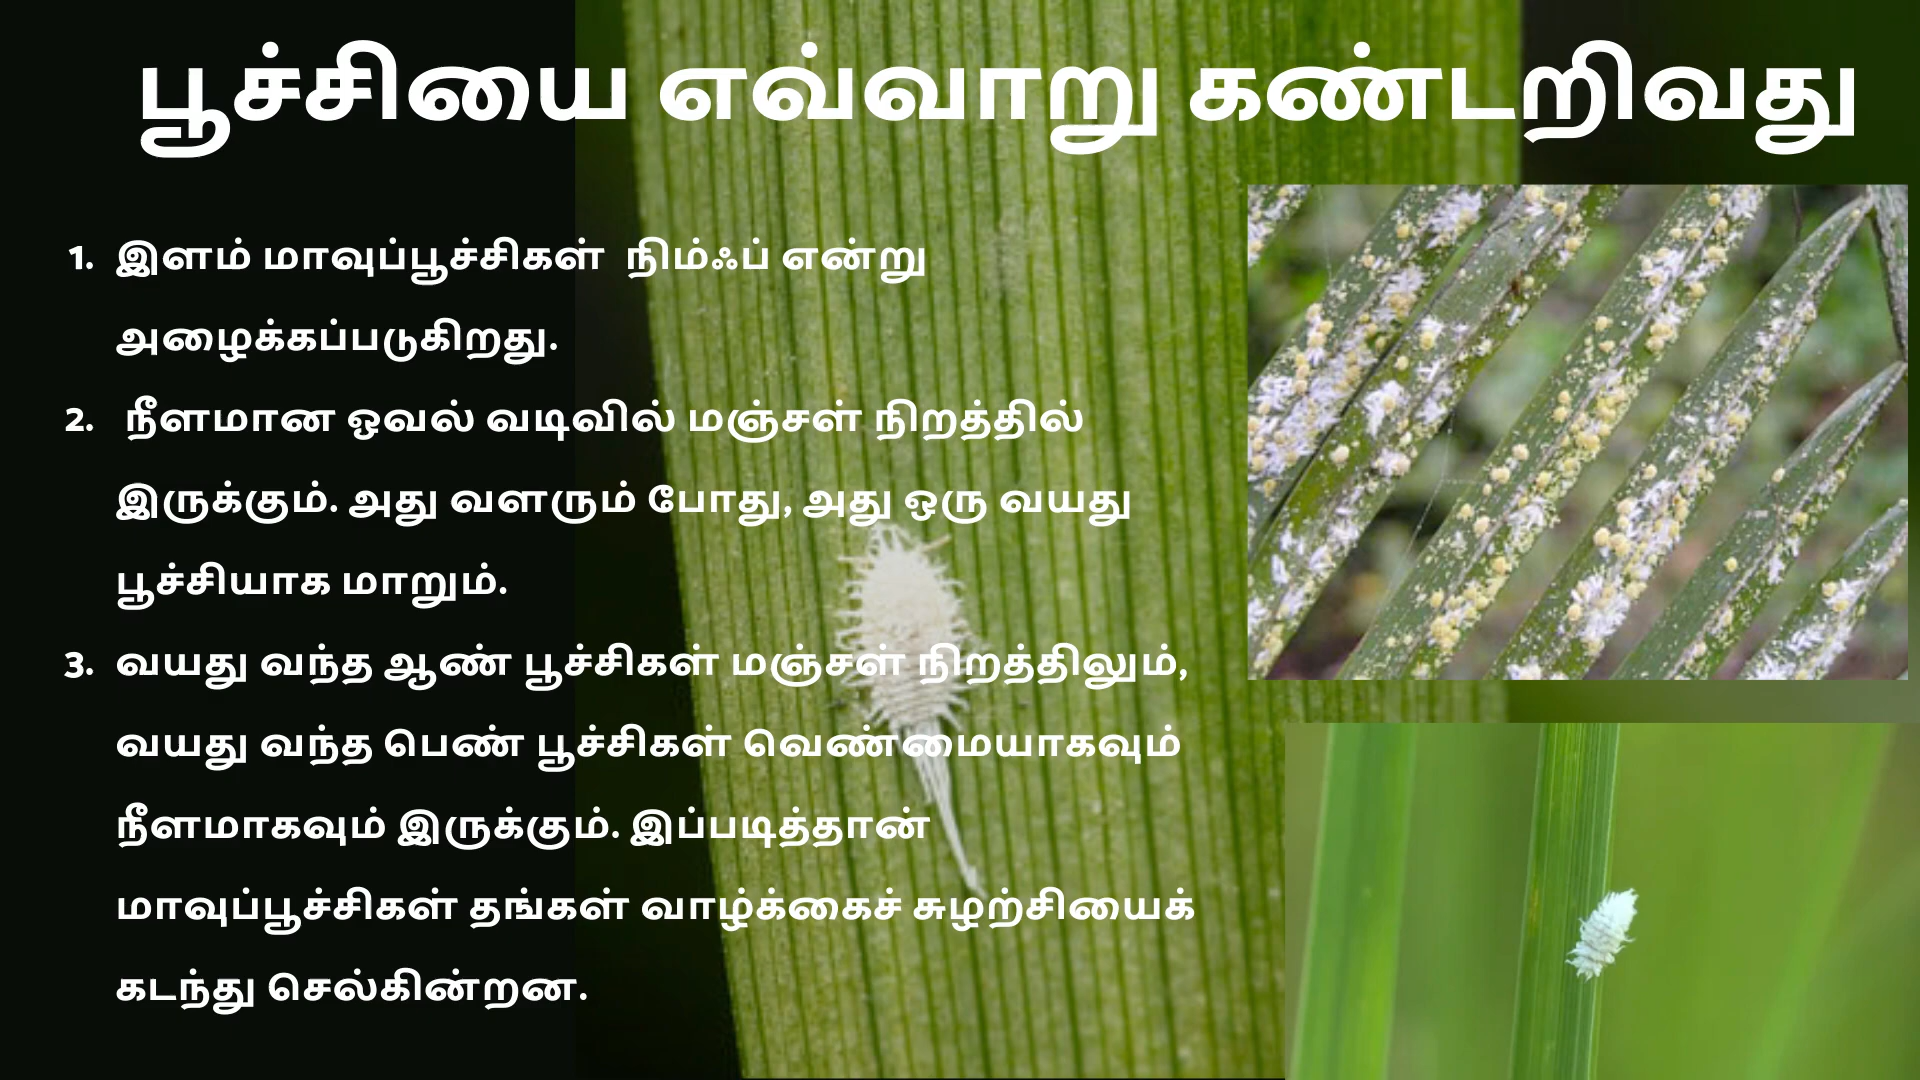 பூச்சியை எவ்வாறு கண்டறிவது
1. இளம் மாவுப்பூச்சிகள் நிம்ஃப் என்று
அழைக்கப்படுகிறது.
2. நீளமான ஓவல் வடிவில் மஞ்சள் நிறத்தில்
இருக்கும். அது வளரும் போது, அது ஒரு வயது
பூச்சியாக மாறும்.
3. வயது வந்த ஆண் பூச்சிகள் மஞ்சள் நிறத்திலும்,
வயது வந்த பெண் பூச்சிகள் வெண்மையாகவும்
நீளமாகவும் இருக்கும். இப்படித்தான்
மாவுப்பூச்சிகள் தங்கள் வாழ்க்கைச் சுழற்சியைக்
கடந்து செல்கின்றன.